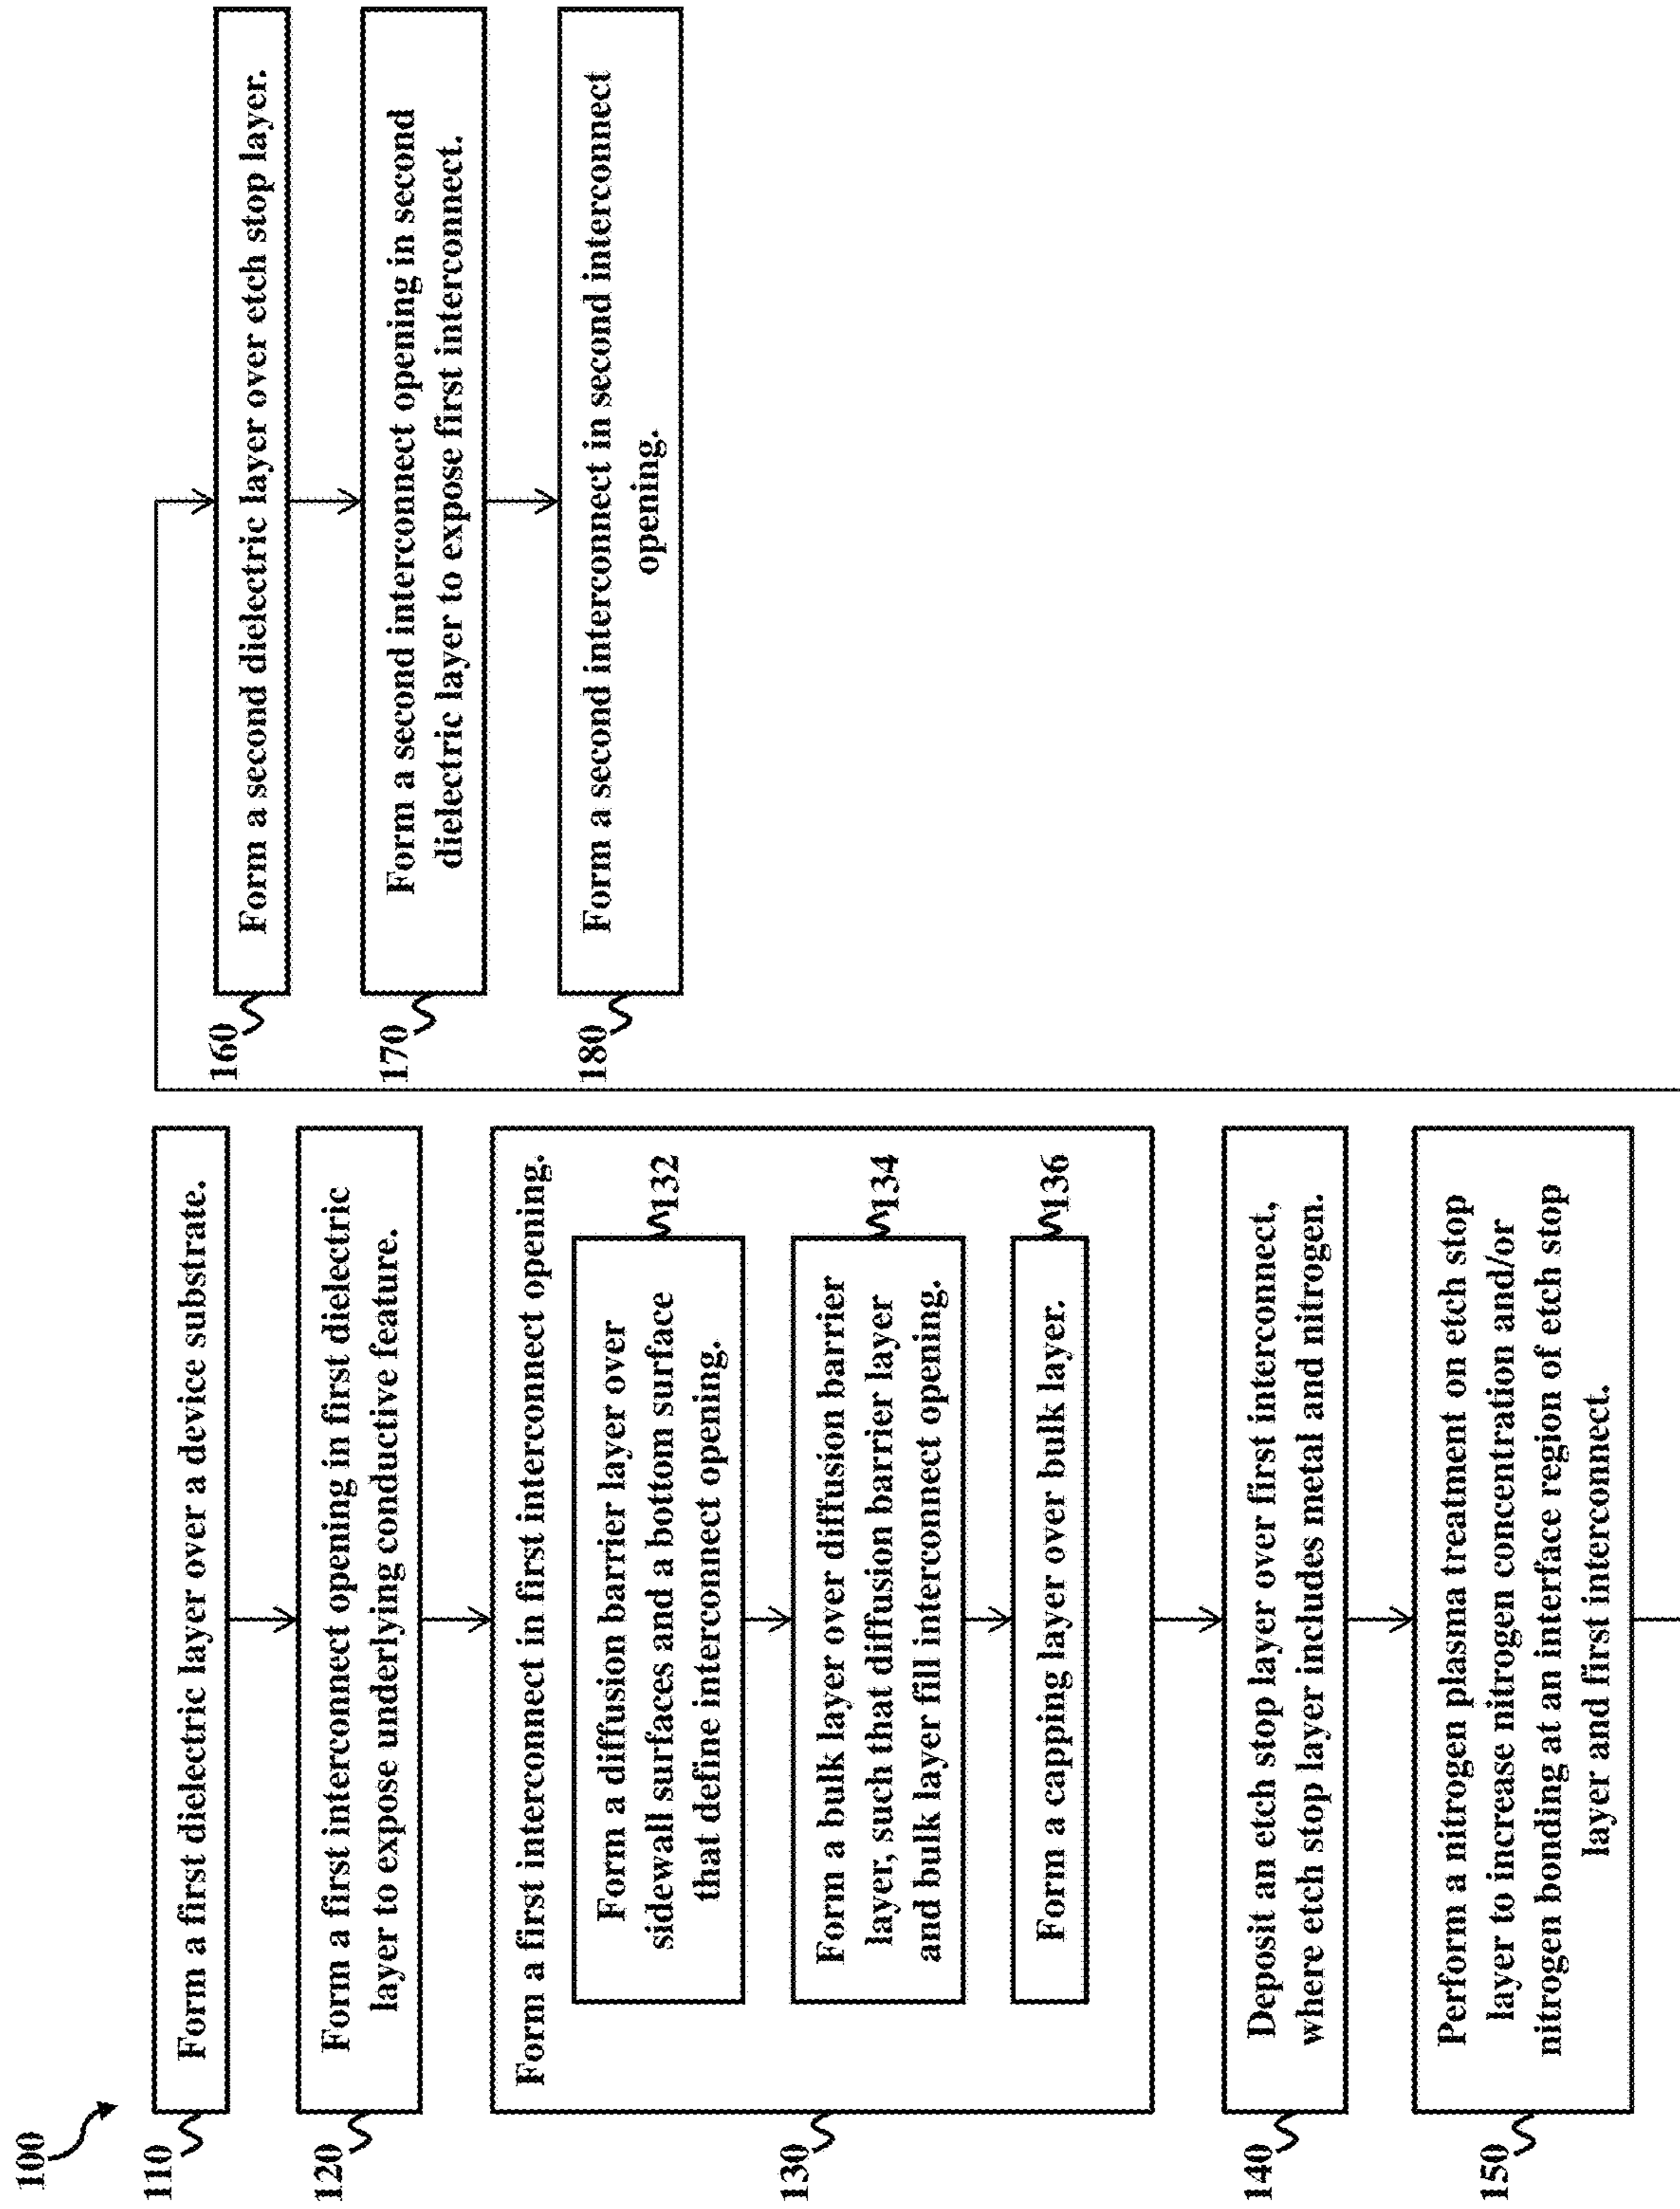 100
110
Form a first dielectric layer over a device substrate.
120
Form a first interconnect opening in first dielectric
layer to expose underlying conductive feature.
130
Form a first interconnect in first interconnect opening.
132
Form a diffusion barrier layer over
sidewall surfaces and a bottom surface
that define interconnect opening.
134
Form a bulk layer over diffusion barrier
layer, such that diffusion barrier layer
and bulk layer fill interconnect opening.
136
Form a capping layer over bulk layer.
140
Deposit an etch stop layer over first interconnect,
where etch stop layer includes metal and nitrogen.
150
Perform a nitrogen plasma treatment on etch stop
layer to increase nitrogen concentration and/or
nitrogen bonding at an interface region of etch stop
layer and first interconnect.
160
Form a second dielectric layer over etch stop layer.
170
Form a second interconnect opening in second
dielectric layer to expose first interconnect.
180
Form a second interconnect in second interconnect
opening.